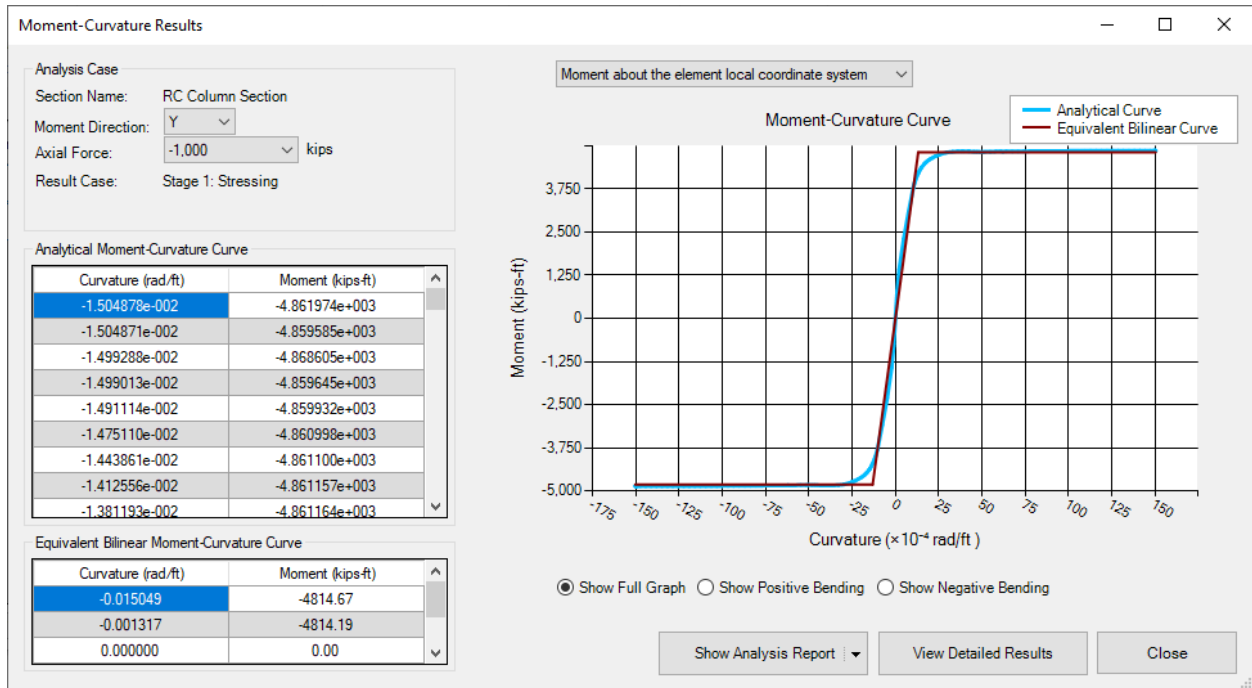 Moment-Curvature Results
Analysis Case
Section Name: RC Column Section
Moment Direction: Y
Axial Force: -1,000 kips
Result Case: Stage 1: Stressing
Analytical Moment-Curvature Curve
Curvature (rad/ft) Moment (kips-ft)
-1.504878e-002 -4.861974e+003
-1.504871e-002 -4.859585e+003
-1.499288e-002 -4.868605e+003
-1.499013e-002 -4.859645e+003
-1.491114e-002 -4.859932e+003
-1.475110e-002 -4.860998e+003
-1.443861e-002 -4.861100e+003
-1.412556e-002 -4.861157e+003
-1.381193e-002 -4.861164e+003
Equivalent Bilinear Moment-Curvature Curve
Curvature (rad/ft) Moment (kips-ft)
-0.015049 -4814.67
-0.001317 -4814.19
0.000000 0.00
Moment about the element local coordinate system
Moment-Curvature Curve
Analytical Curve
Equivalent Bilinear Curve
Moment (kips-ft)
3,750
2,500
1,250
0
-1,250
-2,500
-3,750
-5,000
-175 -150 -125 -100 -75 -50 -25 0 25 50 75 100 125 150
Curvature (×10⁻⁴ rad/ft )
Show Full Graph Show Positive Bending Show Negative Bending
Show Analysis Report View Detailed Results Close